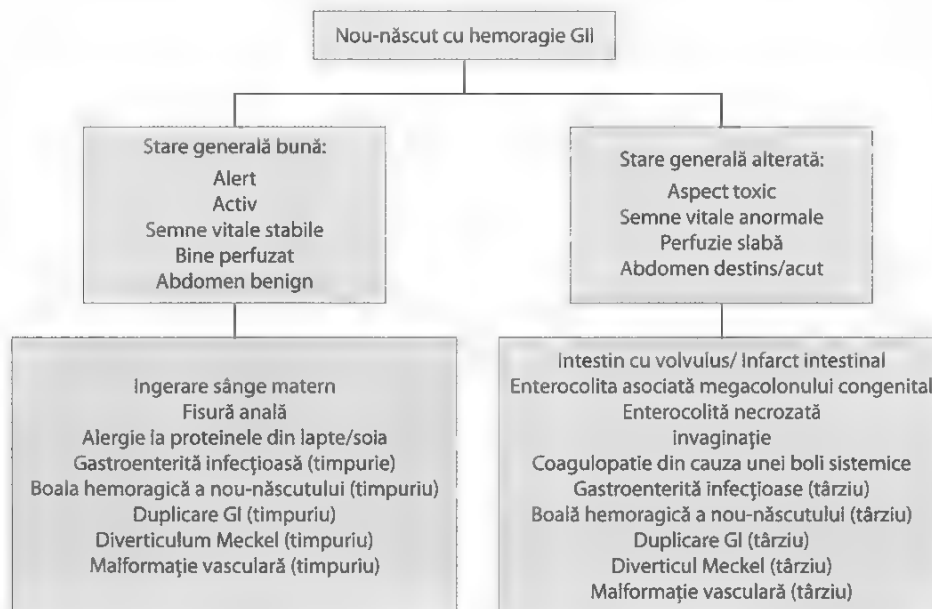 Nou-născut cu hemoragie GII
Stare generală bună:
Alert
Activ
Semne vitale stabile
Bine perfuzat
Abdomen benign
Stare generală alterată:
Aspect toxic
Semne vitale anormale
Perfuzie slabă
Abdomen destins/acut
Ingerare sânge matern
Fisură anală
Alergie la proteinele din lapte/soia
Gastroenterită infecțioasă (timpurie)
Boala hemoragică a nou-născutului (timpuriu)
Duplicare GI (timpuriu)
Diverticulum Meckel (timpuriu)
Malformație vasculară (timpuriu)
Intestin cu volvulus/ Infarct intestinal
Enterocolita asociată megacolonului congenital
Enterocolită necrozată
invaginație
Coagulopatie din cauza unei boli sistemice
Gastroenterită infecțioase (târziu)
Boală hemoragică a nou-născutului (târziu)
Duplicare GI (târziu)
Diverticul Meckel (târziu)
Malformație vasculară (târziu)